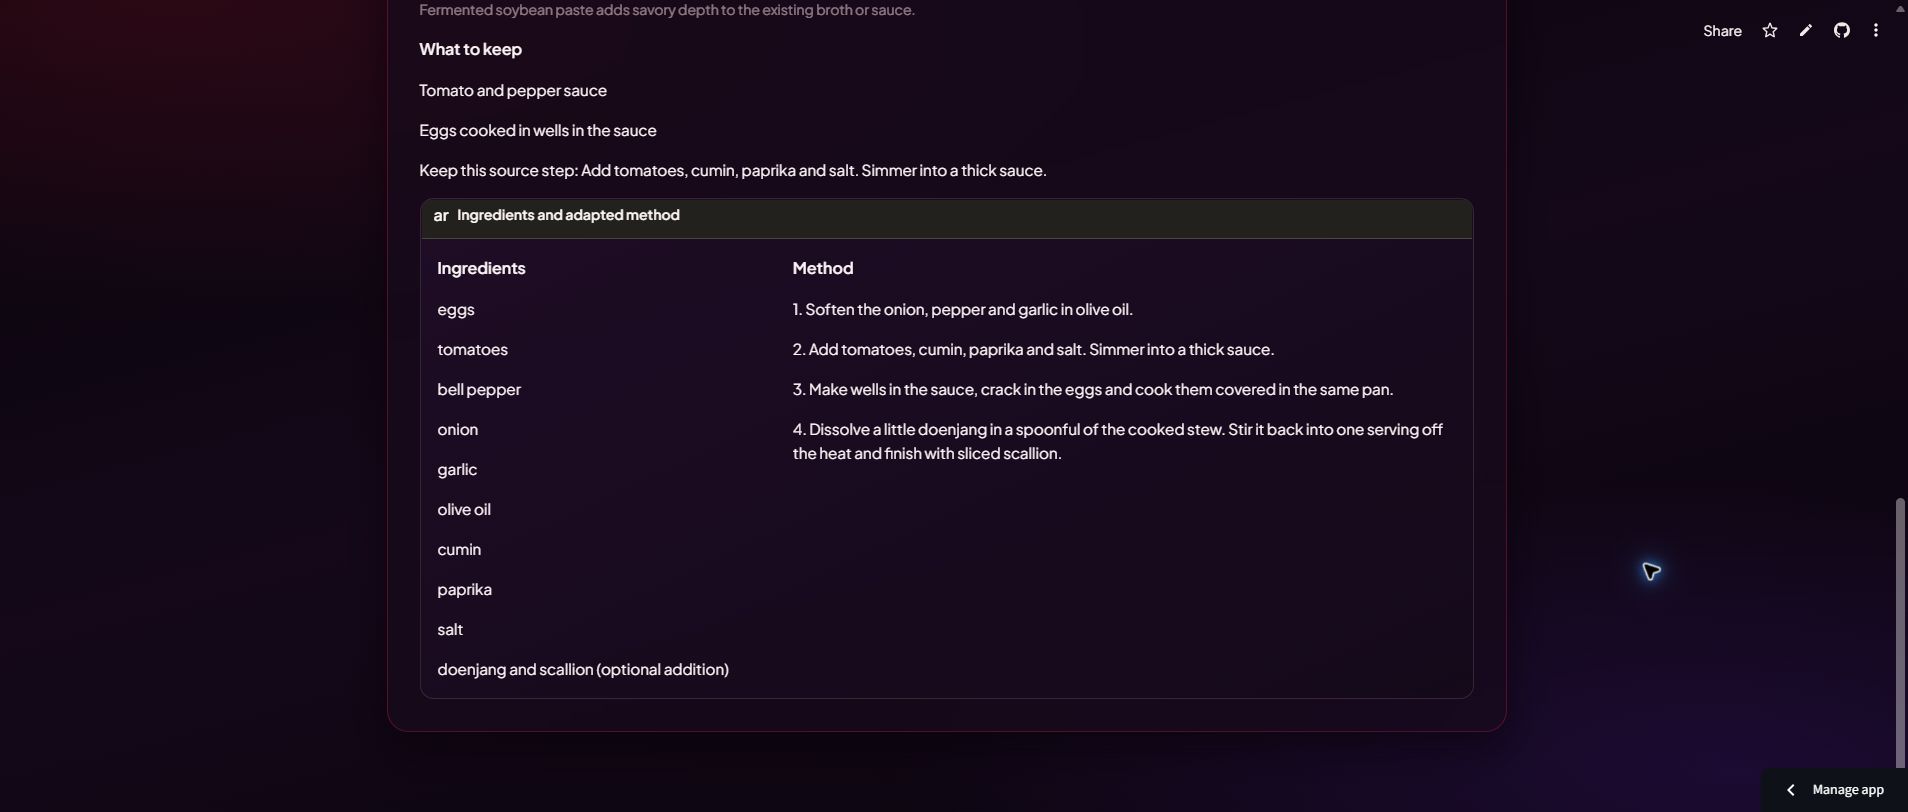 Fermented soybean paste adds savory depth to the existing broth or sauce.
Share
What to keep
Tomato and pepper sauce
Eggs cooked in wells in the sauce
Keep this source step: Add tomatoes, cumin, paprika and salt. Simmer into a thick sauce.
ar Ingredients and adapted method
Ingredients
eggs
tomatoes
bell pepper
onion
garlic
olive oil
cumin
paprika
salt
doenjang and scallion (optional addition)
Method
1. Soften the onion, pepper and garlic in olive oil.
2. Add tomatoes, cumin, paprika and salt. Simmer into a thick sauce.
3. Make wells in the sauce, crack in the eggs and cook them covered in the same pan.
4. Dissolve a little doenjang in a spoonful of the cooked stew. Stir it back into one serving off
the heat and finish with sliced scallion.
Manage app